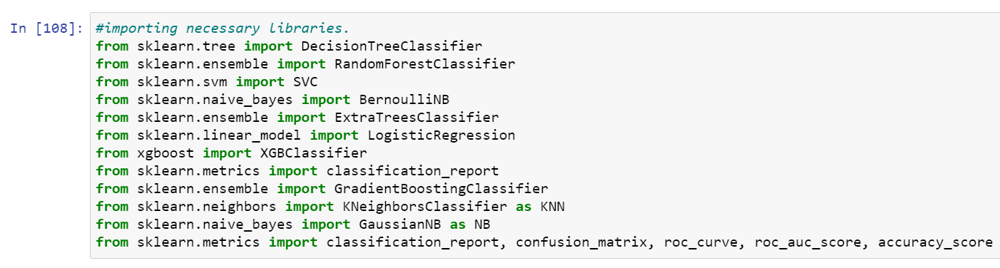 In [108]: #importing necessary libraries.
from sklearn.tree import DecisionTreeClassifier
from sklearn.ensemble import RandomForestClassifier
from sklearn.svm import SVC
from sklearn.naive_bayes import BernoulliNB
from sklearn.ensemble import ExtraTreesClassifier
from sklearn.linear_model import LogisticRegression
from xgboost import XGBClassifier
from sklearn.metrics import classification_report
from sklearn.ensemble import GradientBoostingClassifier
from sklearn.neighbors import KNeighborsClassifier as KNN
from sklearn.naive_bayes import GaussianNB as NB
from sklearn.metrics import classification_report, confusion_matrix, roc_curve, roc_auc_score, accuracy_score